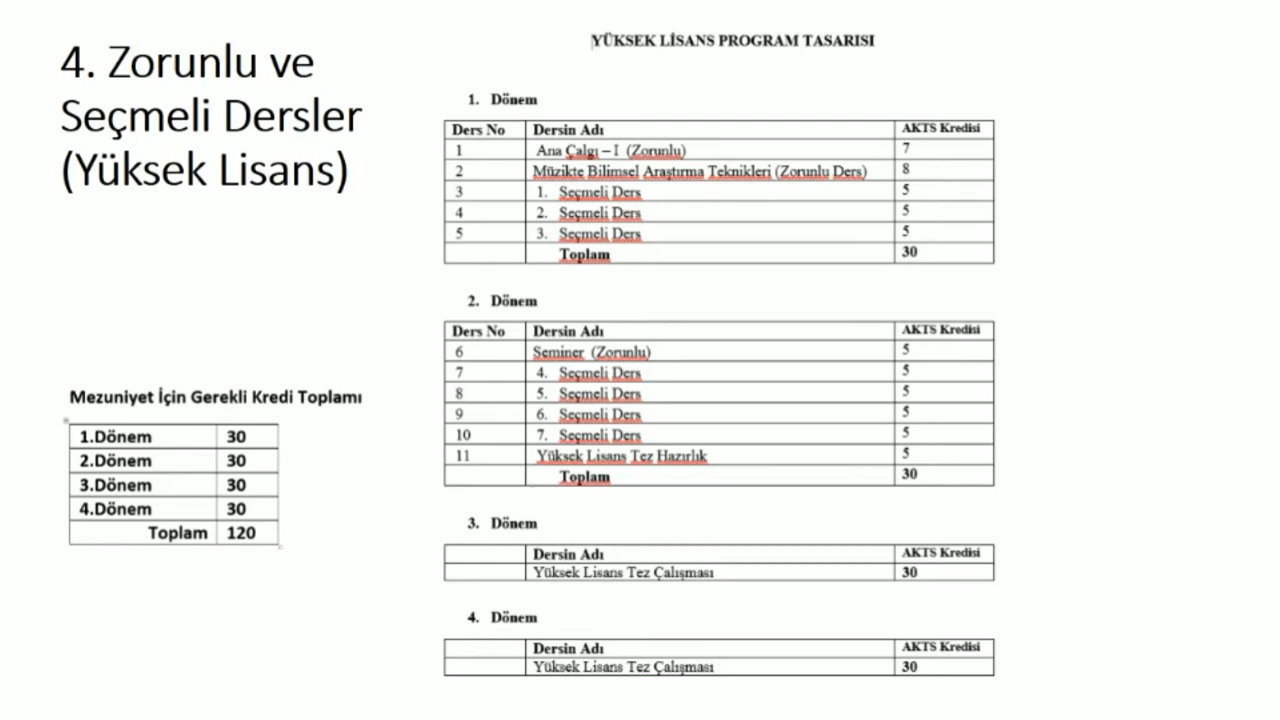 4. Zorunlu ve
Seçmeli Dersler
(Yüksek Lisans)
Mezuniyet İçin Gerekli Kredi Toplamı
1.Dönem 30
2.Dönem 30
3.Dönem 30
4.Dönem 30
Toplam 120
YÜKSEK LİSANS PROGRAM TASARISI
1. Dönem
Ders No Dersin Adı AKTS Kredisi
1 Ana Çalgı – I (Zorunlu) 7
2 Müzikte Bilimsel Araştırma Teknikleri (Zorunlu Ders) 8
3 1. Seçmeli Ders 5
4 2. Seçmeli Ders 5
5 3. Seçmeli Ders 5
Toplam 30
2. Dönem
Ders No Dersin Adı AKTS Kredisi
6 Seminer (Zorunlu) 5
7 4. Seçmeli Ders 5
8 5. Seçmeli Ders 5
9 6. Seçmeli Ders 5
10 7. Seçmeli Ders 5
11 Yüksek Lisans Tez Hazırlık 5
Toplam 30
3. Dönem
Dersin Adı AKTS Kredisi
Yüksek Lisans Tez Çalışması 30
4. Dönem
Dersin Adı AKTS Kredisi
Yüksek Lisans Tez Çalışması 30